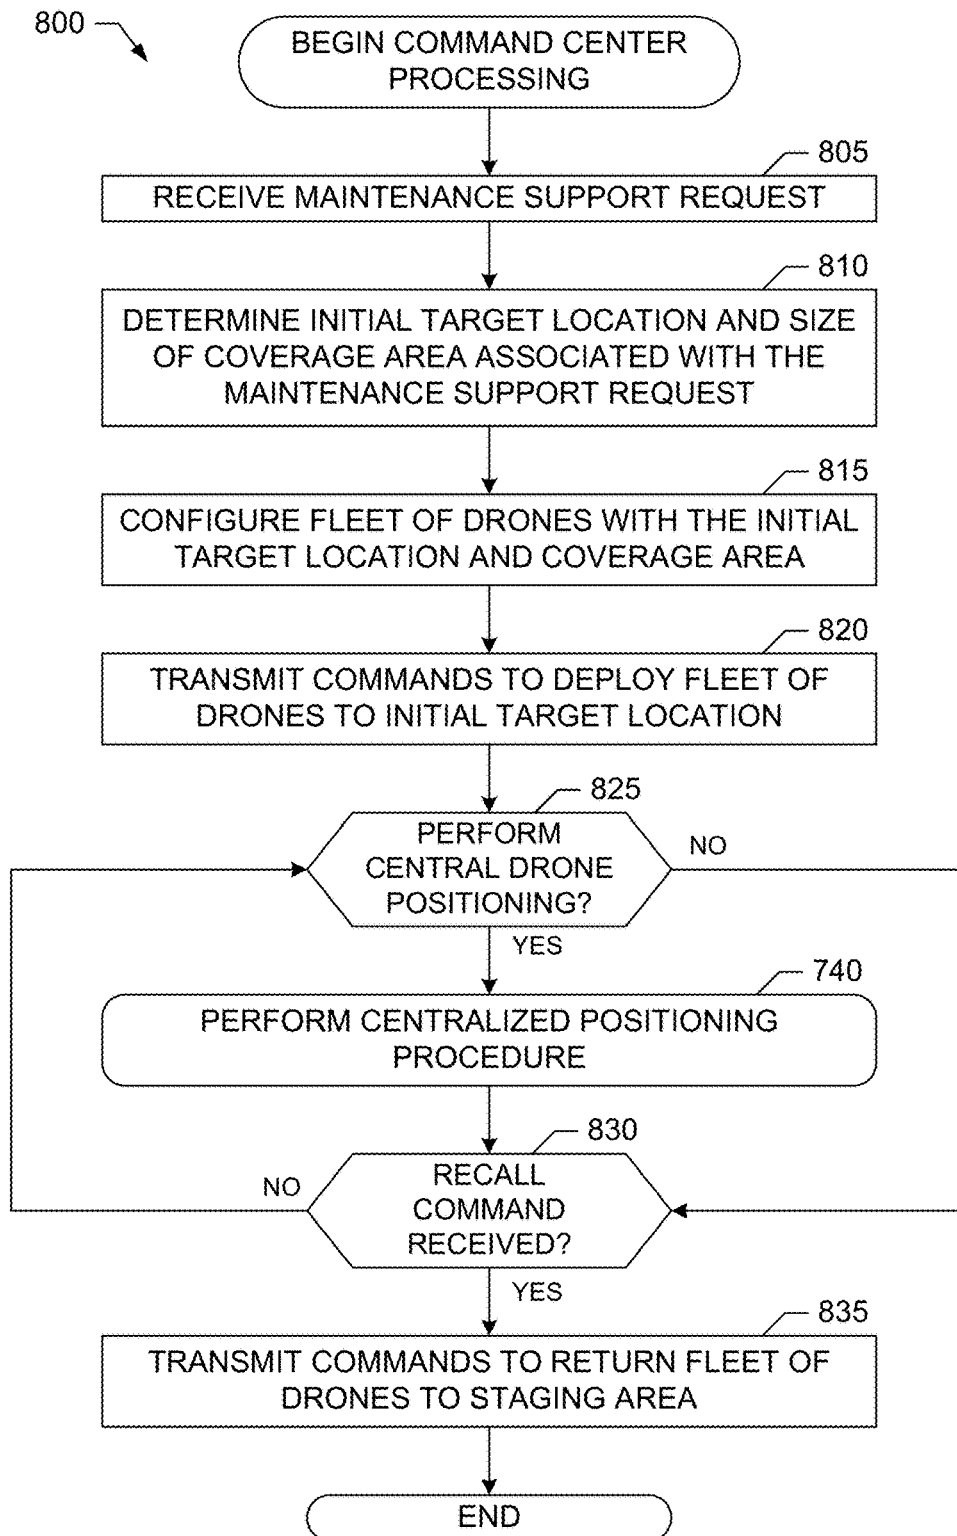 800
BEGIN COMMAND CENTER
PROCESSING
805
RECEIVE MAINTENANCE SUPPORT REQUEST
810
DETERMINE INITIAL TARGET LOCATION AND SIZE
OF COVERAGE AREA ASSOCIATED WITH THE
MAINTENANCE SUPPORT REQUEST
815
CONFIGURE FLEET OF DRONES WITH THE INITIAL
TARGET LOCATION AND COVERAGE AREA
820
TRANSMIT COMMANDS TO DEPLOY FLEET OF
DRONES TO INITIAL TARGET LOCATION
825
PERFORM
CENTRAL DRONE
POSITIONING?
NO
YES
740
PERFORM CENTRALIZED POSITIONING
PROCEDURE
830
RECALL
COMMAND
RECEIVED?
NO
YES
835
TRANSMIT COMMANDS TO RETURN FLEET OF
DRONES TO STAGING AREA
END